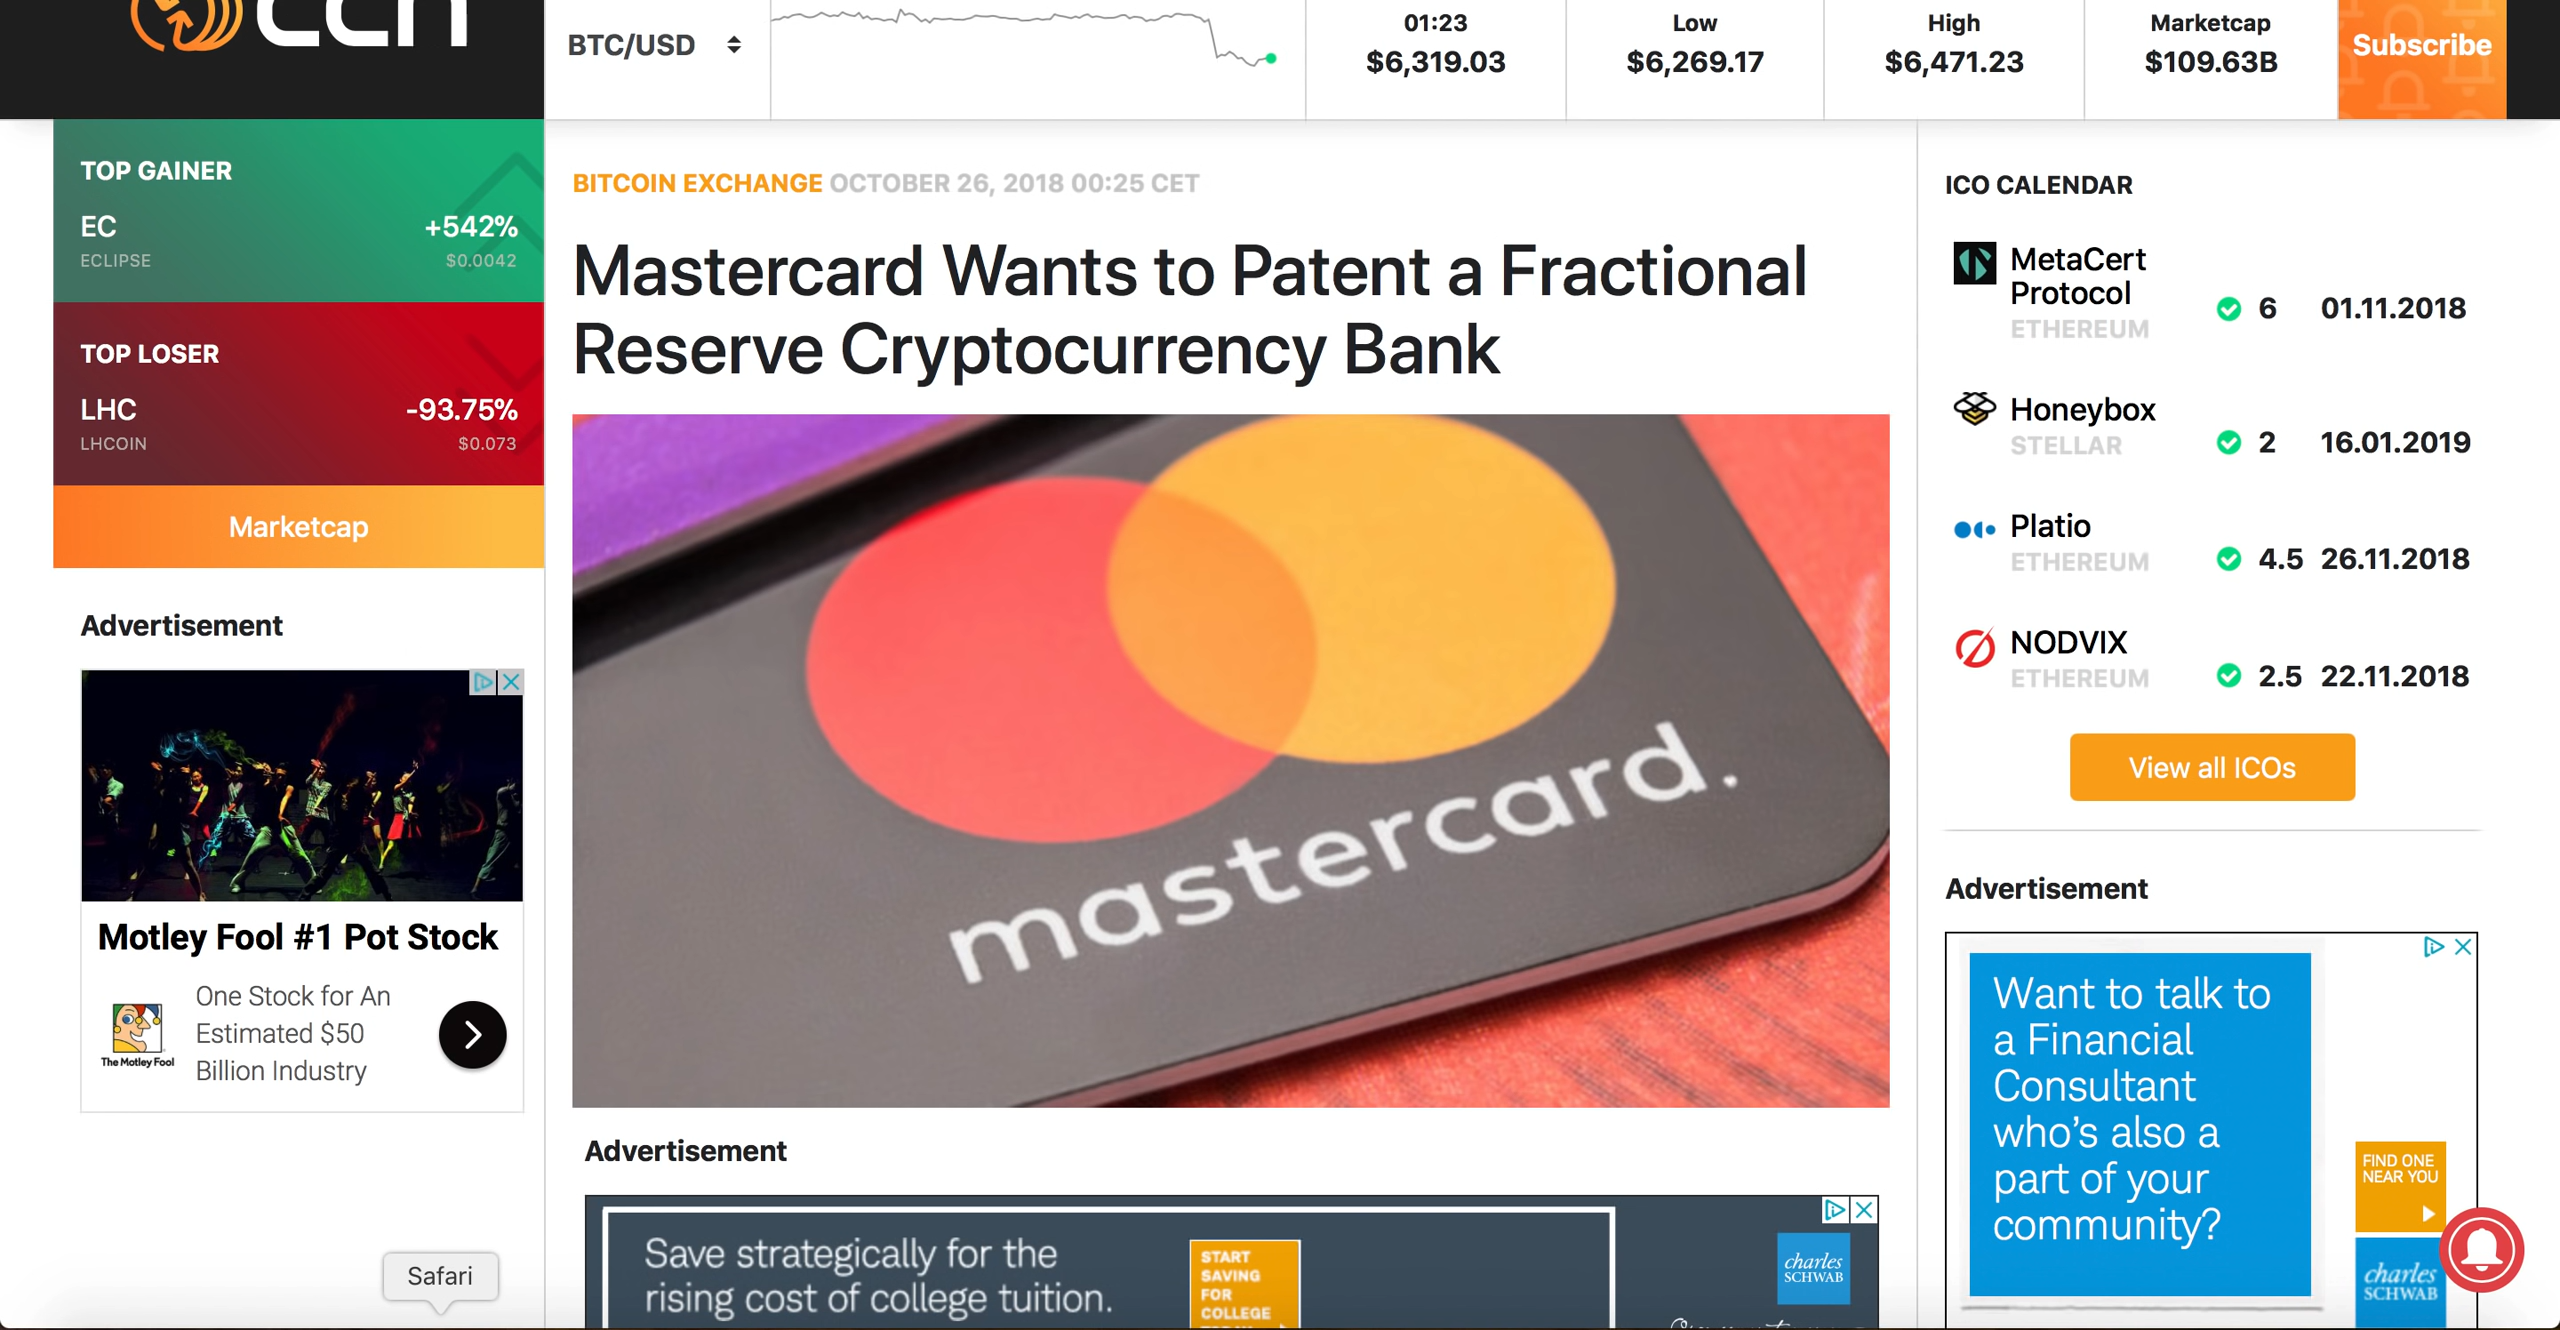 ccn
BTC/USD
01:23
$6,319.03
Low
$6,269.17
High
$6,471.23
Marketcap
$109.63B
Subscribe
TOP GAINER
EC +542%
ECLIPSE $0.0042
TOP LOSER
LHC -93.75%
LHCOIN $0.073
Marketcap
Advertisement
Motley Fool #1 Pot Stock
The Motley Fool
One Stock for An
Estimated $50
Billion Industry
Safari
BITCOIN EXCHANGE OCTOBER 26, 2018 00:25 CET
Mastercard Wants to Patent a Fractional
Reserve Cryptocurrency Bank
mastercard.
Advertisement
Save strategically for the
rising cost of college tuition.
START
SAVING
FOR
COLLEGE
charles
SCHWAB
ICO CALENDAR
MetaCert
Protocol
ETHEREUM
6 01.11.2018
Honeybox
STELLAR
2 16.01.2019
Platio
ETHEREUM
4.5 26.11.2018
NODVIX
ETHEREUM
2.5 22.11.2018
View all ICOs
Advertisement
Want to talk to
a Financial
Consultant
who's also a
part of your
community?
FIND ONE
NEAR YOU
charles
SCHWAB